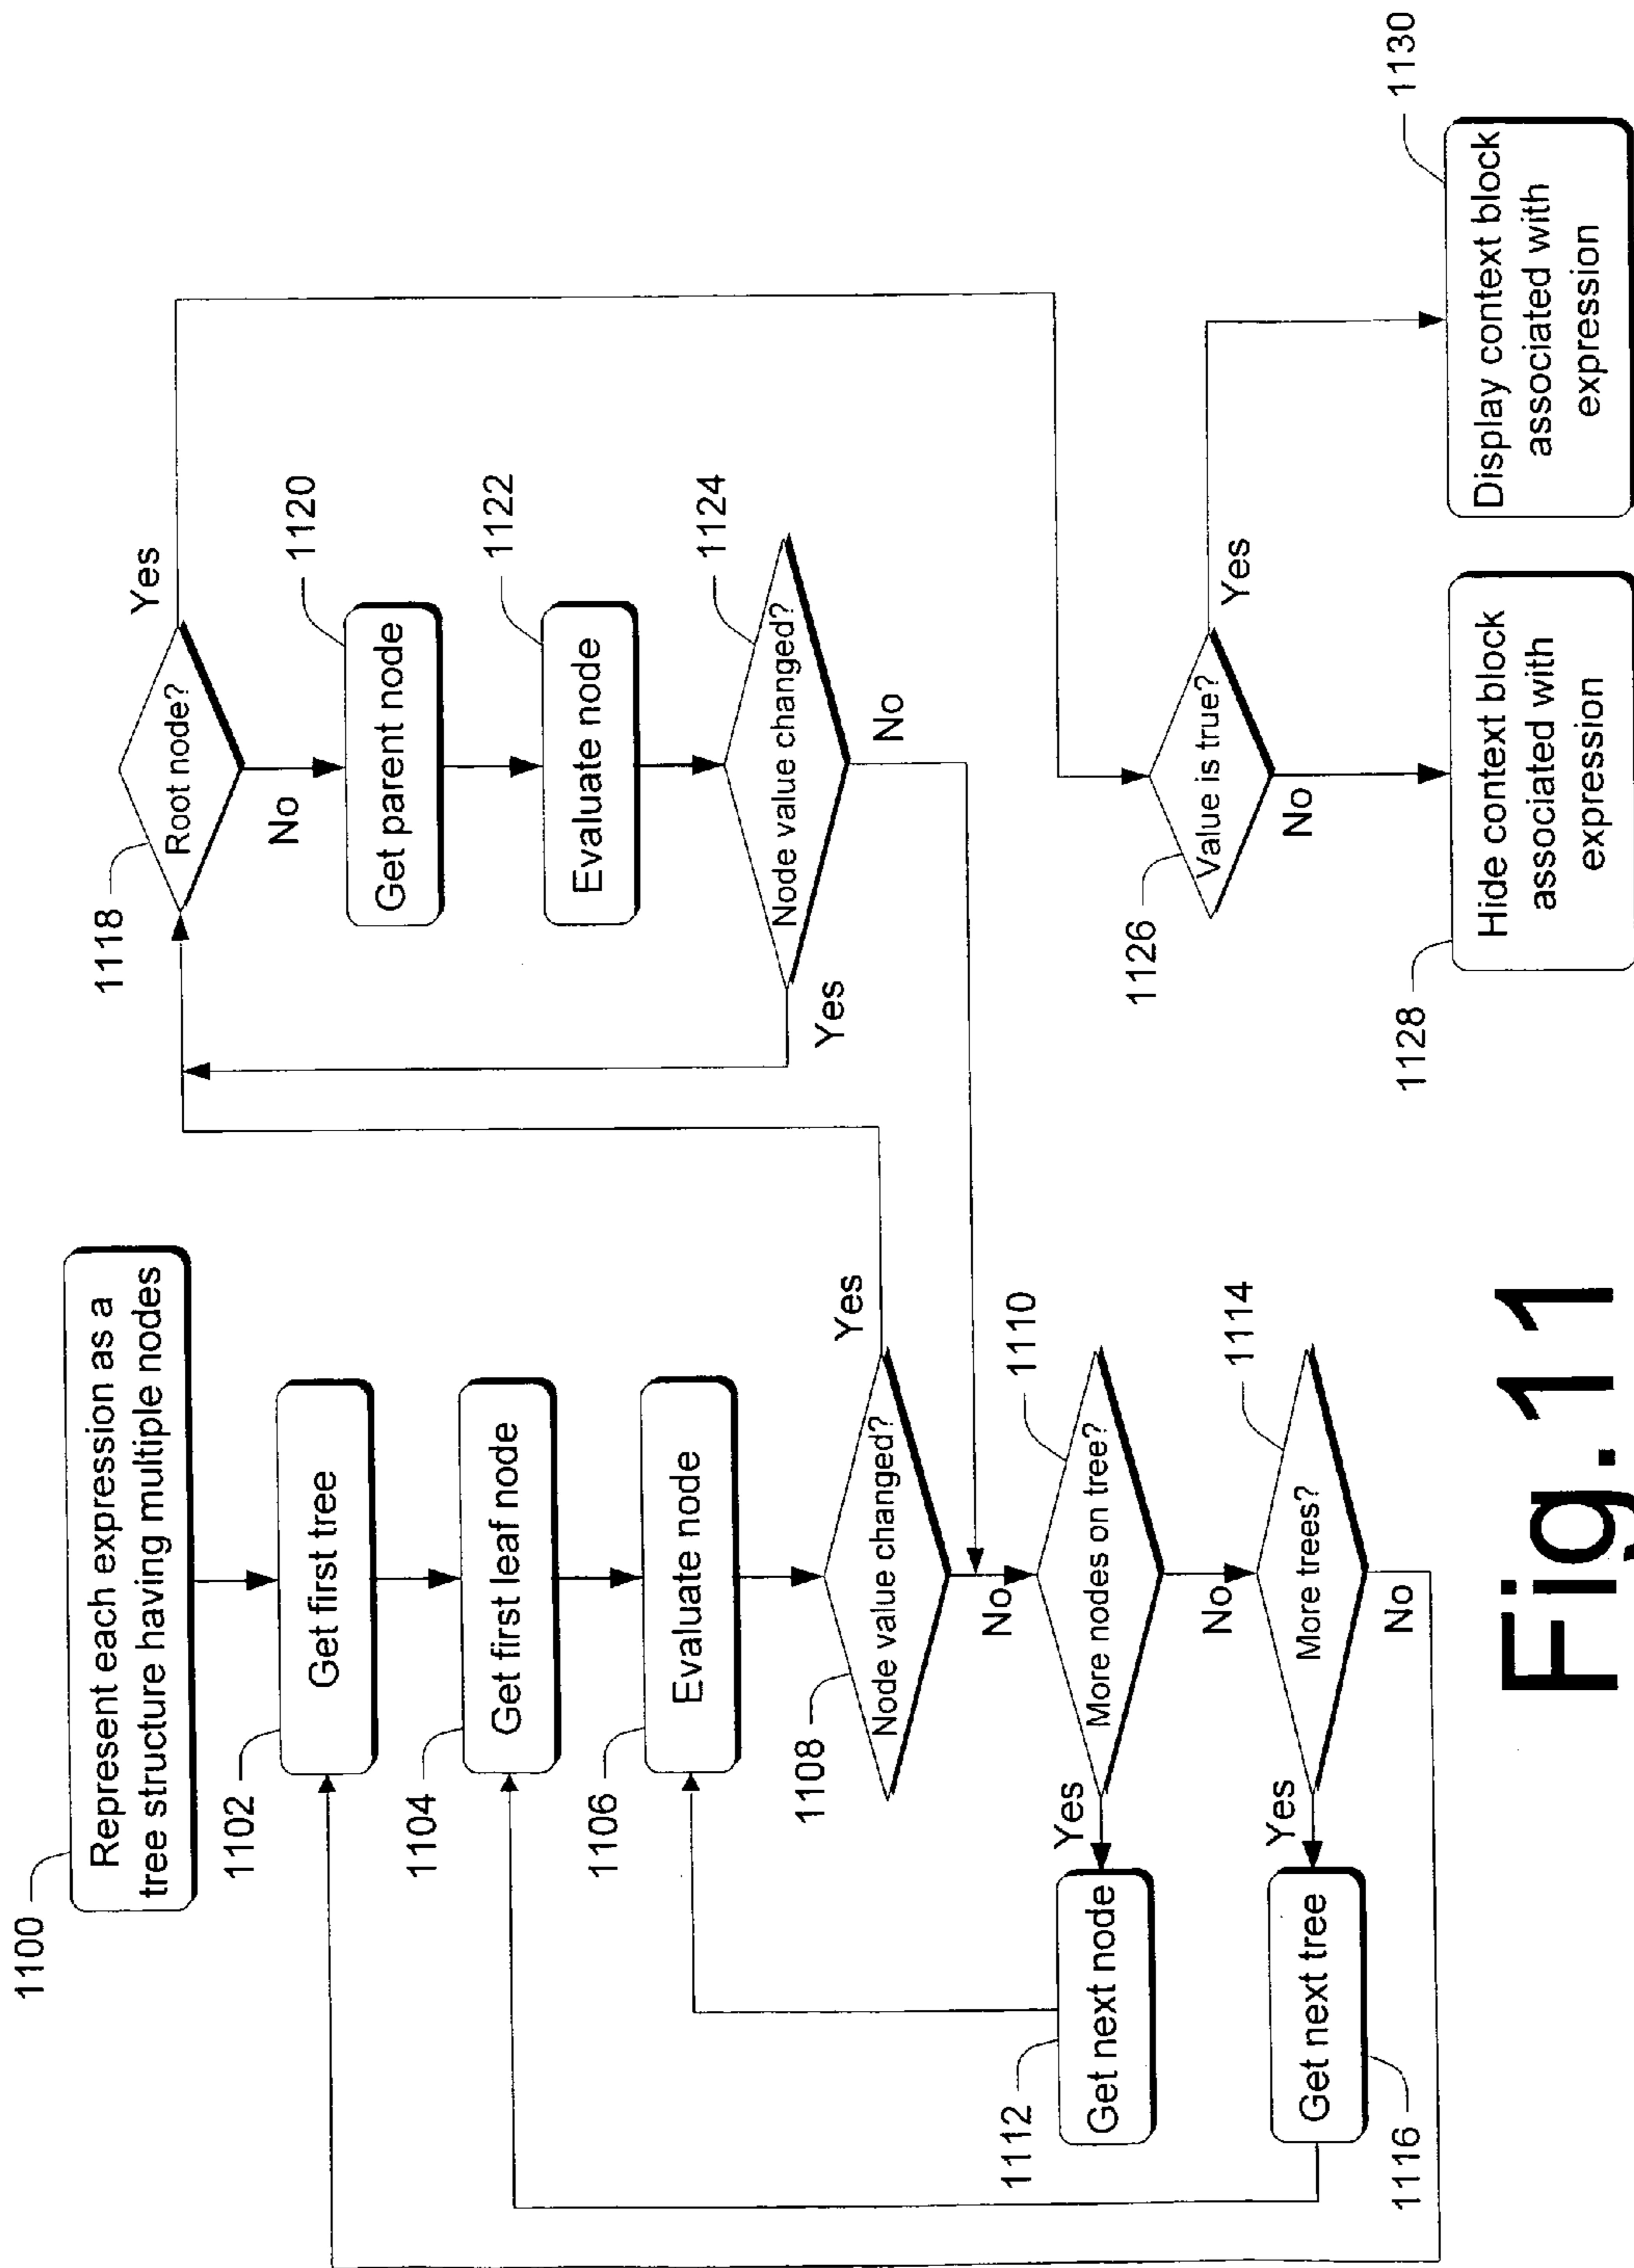 1100
Represent each expression as a
tree structure having multiple nodes
1102
Get first tree
1104
Get first leaf node
1106
Evaluate node
1108
Node value changed?
Yes
No
1110
More nodes on tree?
Yes
No
1112
Get next node
1114
More trees?
Yes
No
1116
Get next tree
1118
Root node?
Yes
No
1120
Get parent node
1122
Evaluate node
1124
Node value changed?
Yes
No
1126
Value is true?
Yes
No
1128
Hide context block
associated with
expression
1130
Display context block
associated with
expression
Fig. 11